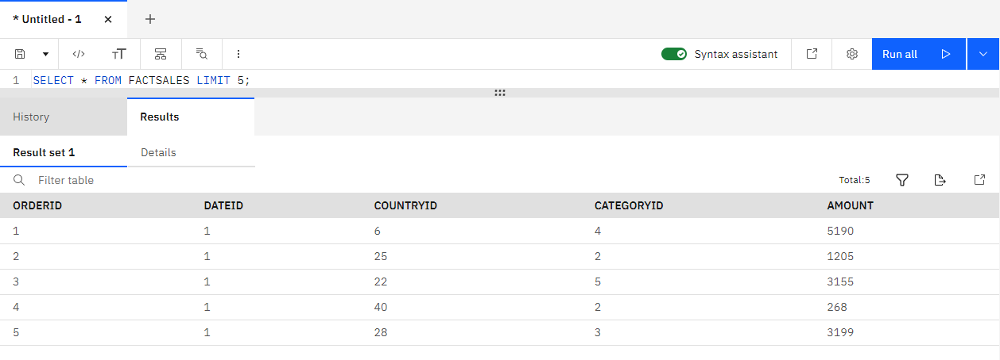 * Untitled - 1 × +
</> тT Syntax assistant Run all
1 SELECT * FROM FACTSALES LIMIT 5;
History Results
Result set 1 Details
Filter table Total:5
ORDERID DATEID COUNTRYID CATEGORYID AMOUNT
1 1 6 4 5190
2 1 25 2 1205
3 1 22 5 3155
4 1 40 2 268
5 1 28 3 3199